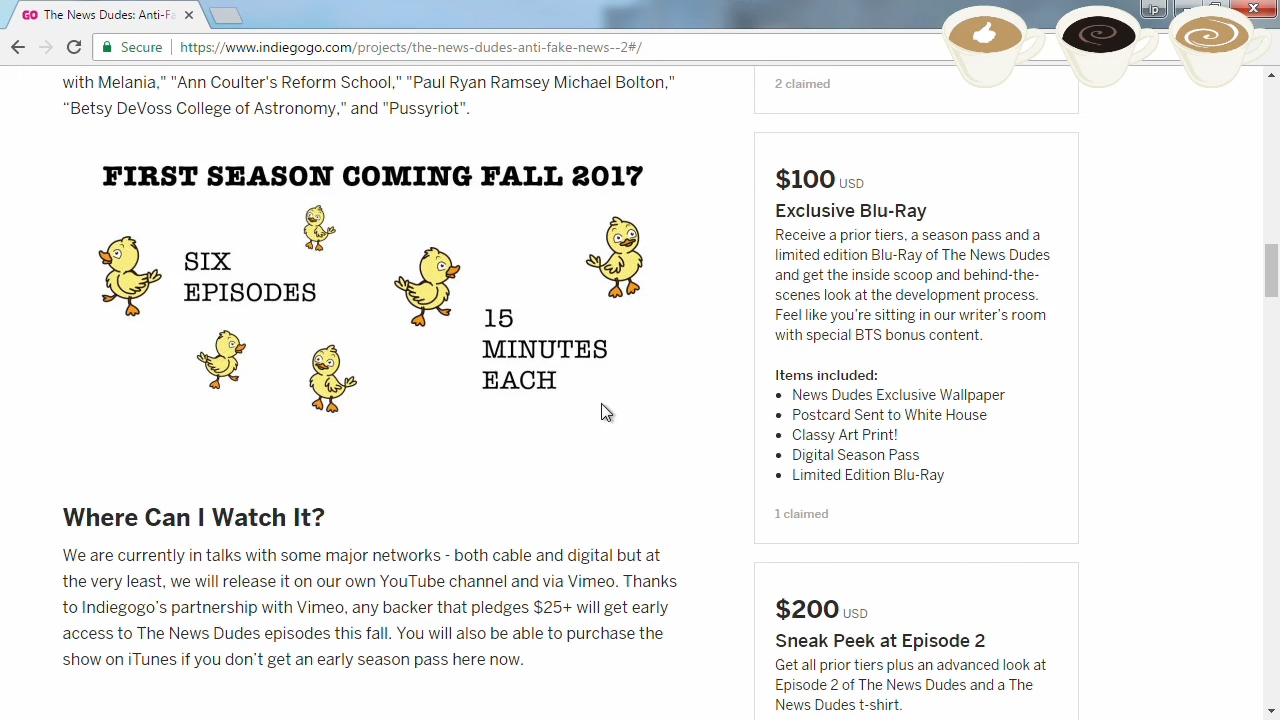 The News Dudes: Anti-Fa
lp
Secure
https://www.indiegogo.com/projects/the-news-dudes-anti-fake-news--2#/
with Melania," "Ann Coulter's Reform School," "Paul Ryan Ramsey Michael Bolton,"
“Betsy DeVoss College of Astronomy," and "Pussyriot".
FIRST SEASON COMING FALL 2017
SIX
EPISODES
15
MINUTES
EACH
Where Can I Watch It?
We are currently in talks with some major networks - both cable and digital but at
the very least, we will release it on our own YouTube channel and via Vimeo. Thanks
to Indiegogo’s partnership with Vimeo, any backer that pledges $25+ will get early
access to The News Dudes episodes this fall. You will also be able to purchase the
show on iTunes if you don’t get an early season pass here now.
2 claimed
$100 USD
Exclusive Blu-Ray
Receive a prior tiers, a season pass and a
limited edition Blu-Ray of The News Dudes
and get the inside scoop and behind-the-
scenes look at the development process.
Feel like you’re sitting in our writer’s room
with special BTS bonus content.
Items included:
News Dudes Exclusive Wallpaper
Postcard Sent to White House
Classy Art Print!
Digital Season Pass
Limited Edition Blu-Ray
1 claimed
$200 USD
Sneak Peek at Episode 2
Get all prior tiers plus an advanced look at
Episode 2 of The News Dudes and a The
News Dudes t-shirt.